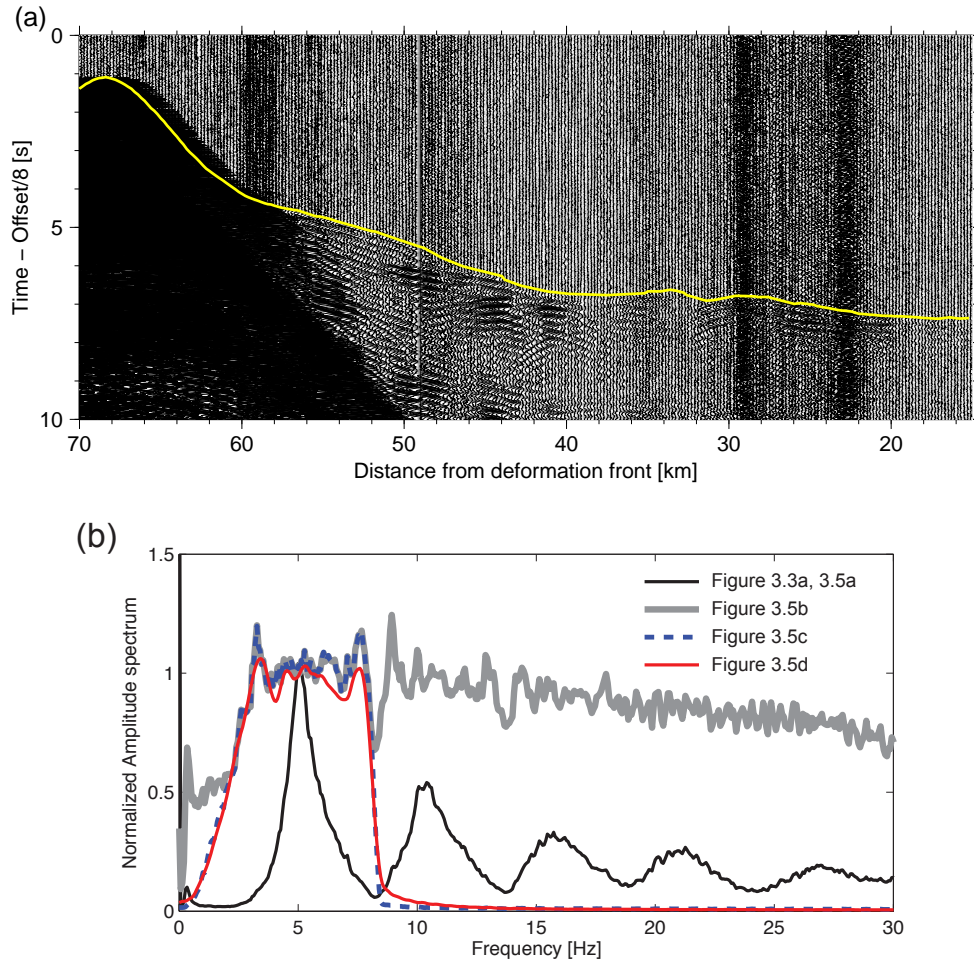 (a)
0
5
10
Time − Offset/8 [s]
70 60 50 40 30 20
Distance from deformation front [km]
(b)
1.5
1
0.5
0
Normalized Amplitude spectrum
Figure 3.3a, 3.5a
Figure 3.5b
Figure 3.5c
Figure 3.5d
0 5 10 15 20 25 30
Frequency [Hz]